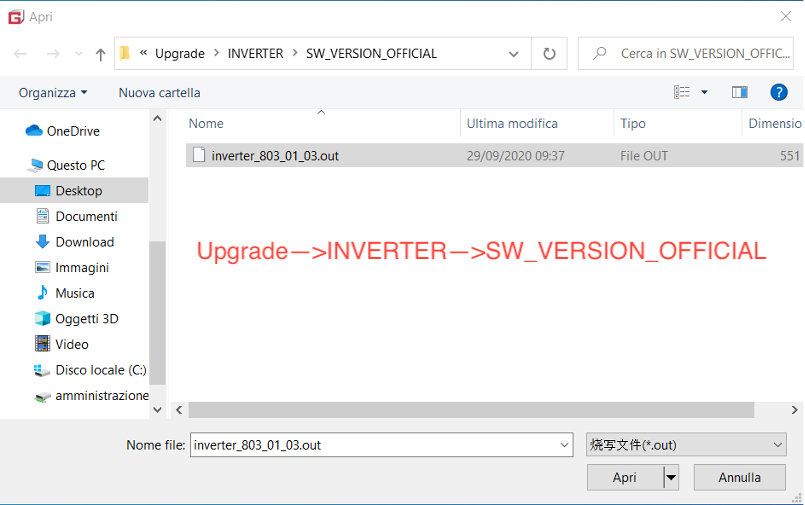 Apri
« Upgrade > INVERTER > SW_VERSION_OFFICIAL
Cerca in SW_VERSION_OFFIC...
Organizza
Nuova cartella
?
Nome
Ultima modifica
Tipo
Dimensio
inverter_803_01_03.out
29/09/2020 09:37
File OUT
551
OneDrive
Questo PC
Desktop
Documenti
Download
Immagini
Musica
Oggetti 3D
Video
Disco locale (C:)
amministrazione
Upgrade—>INVERTER—>SW_VERSION_OFFICIAL
Nome file:
inverter_803_01_03.out
烧写文件(*.out)
Apri
Annulla